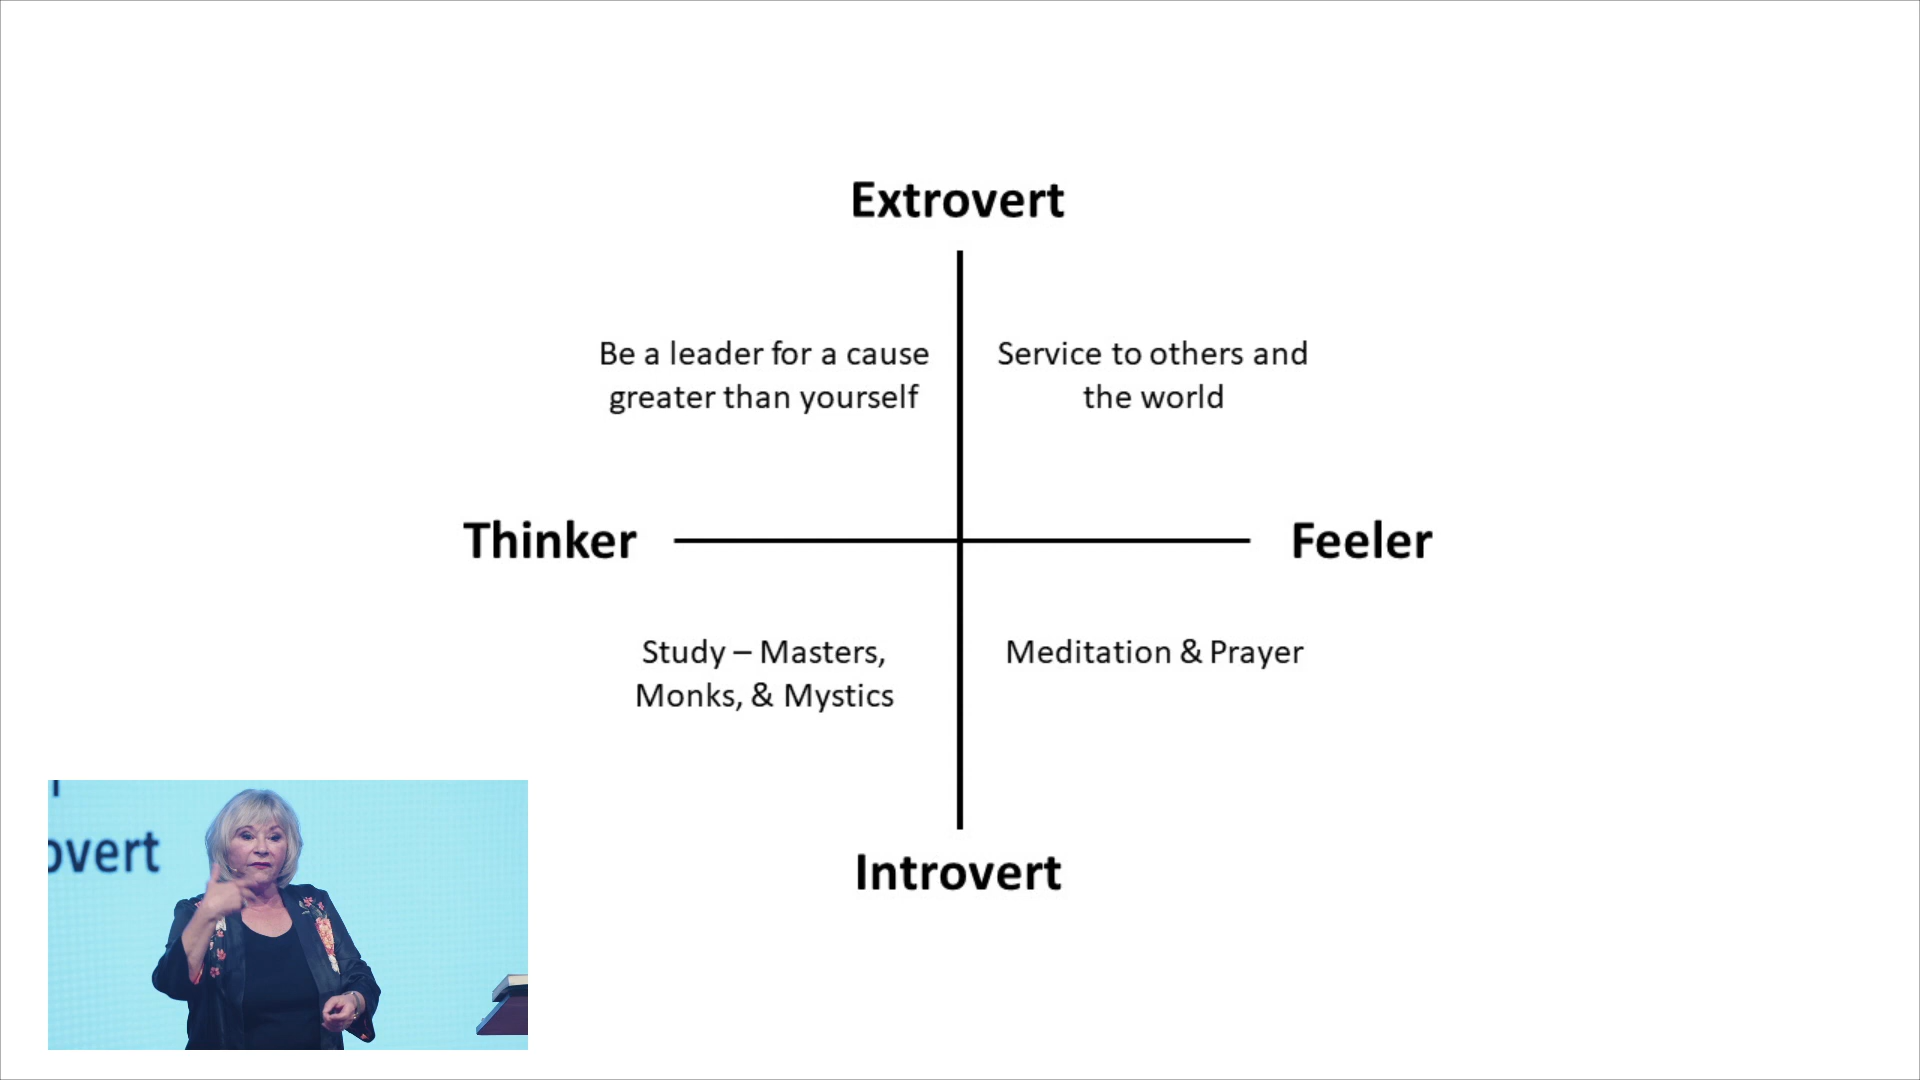 Extrovert
Be a leader for a cause
greater than yourself
Service to others and
the world
Thinker
Feeler
Study – Masters,
Monks, & Mystics
Meditation & Prayer
Introvert
overt